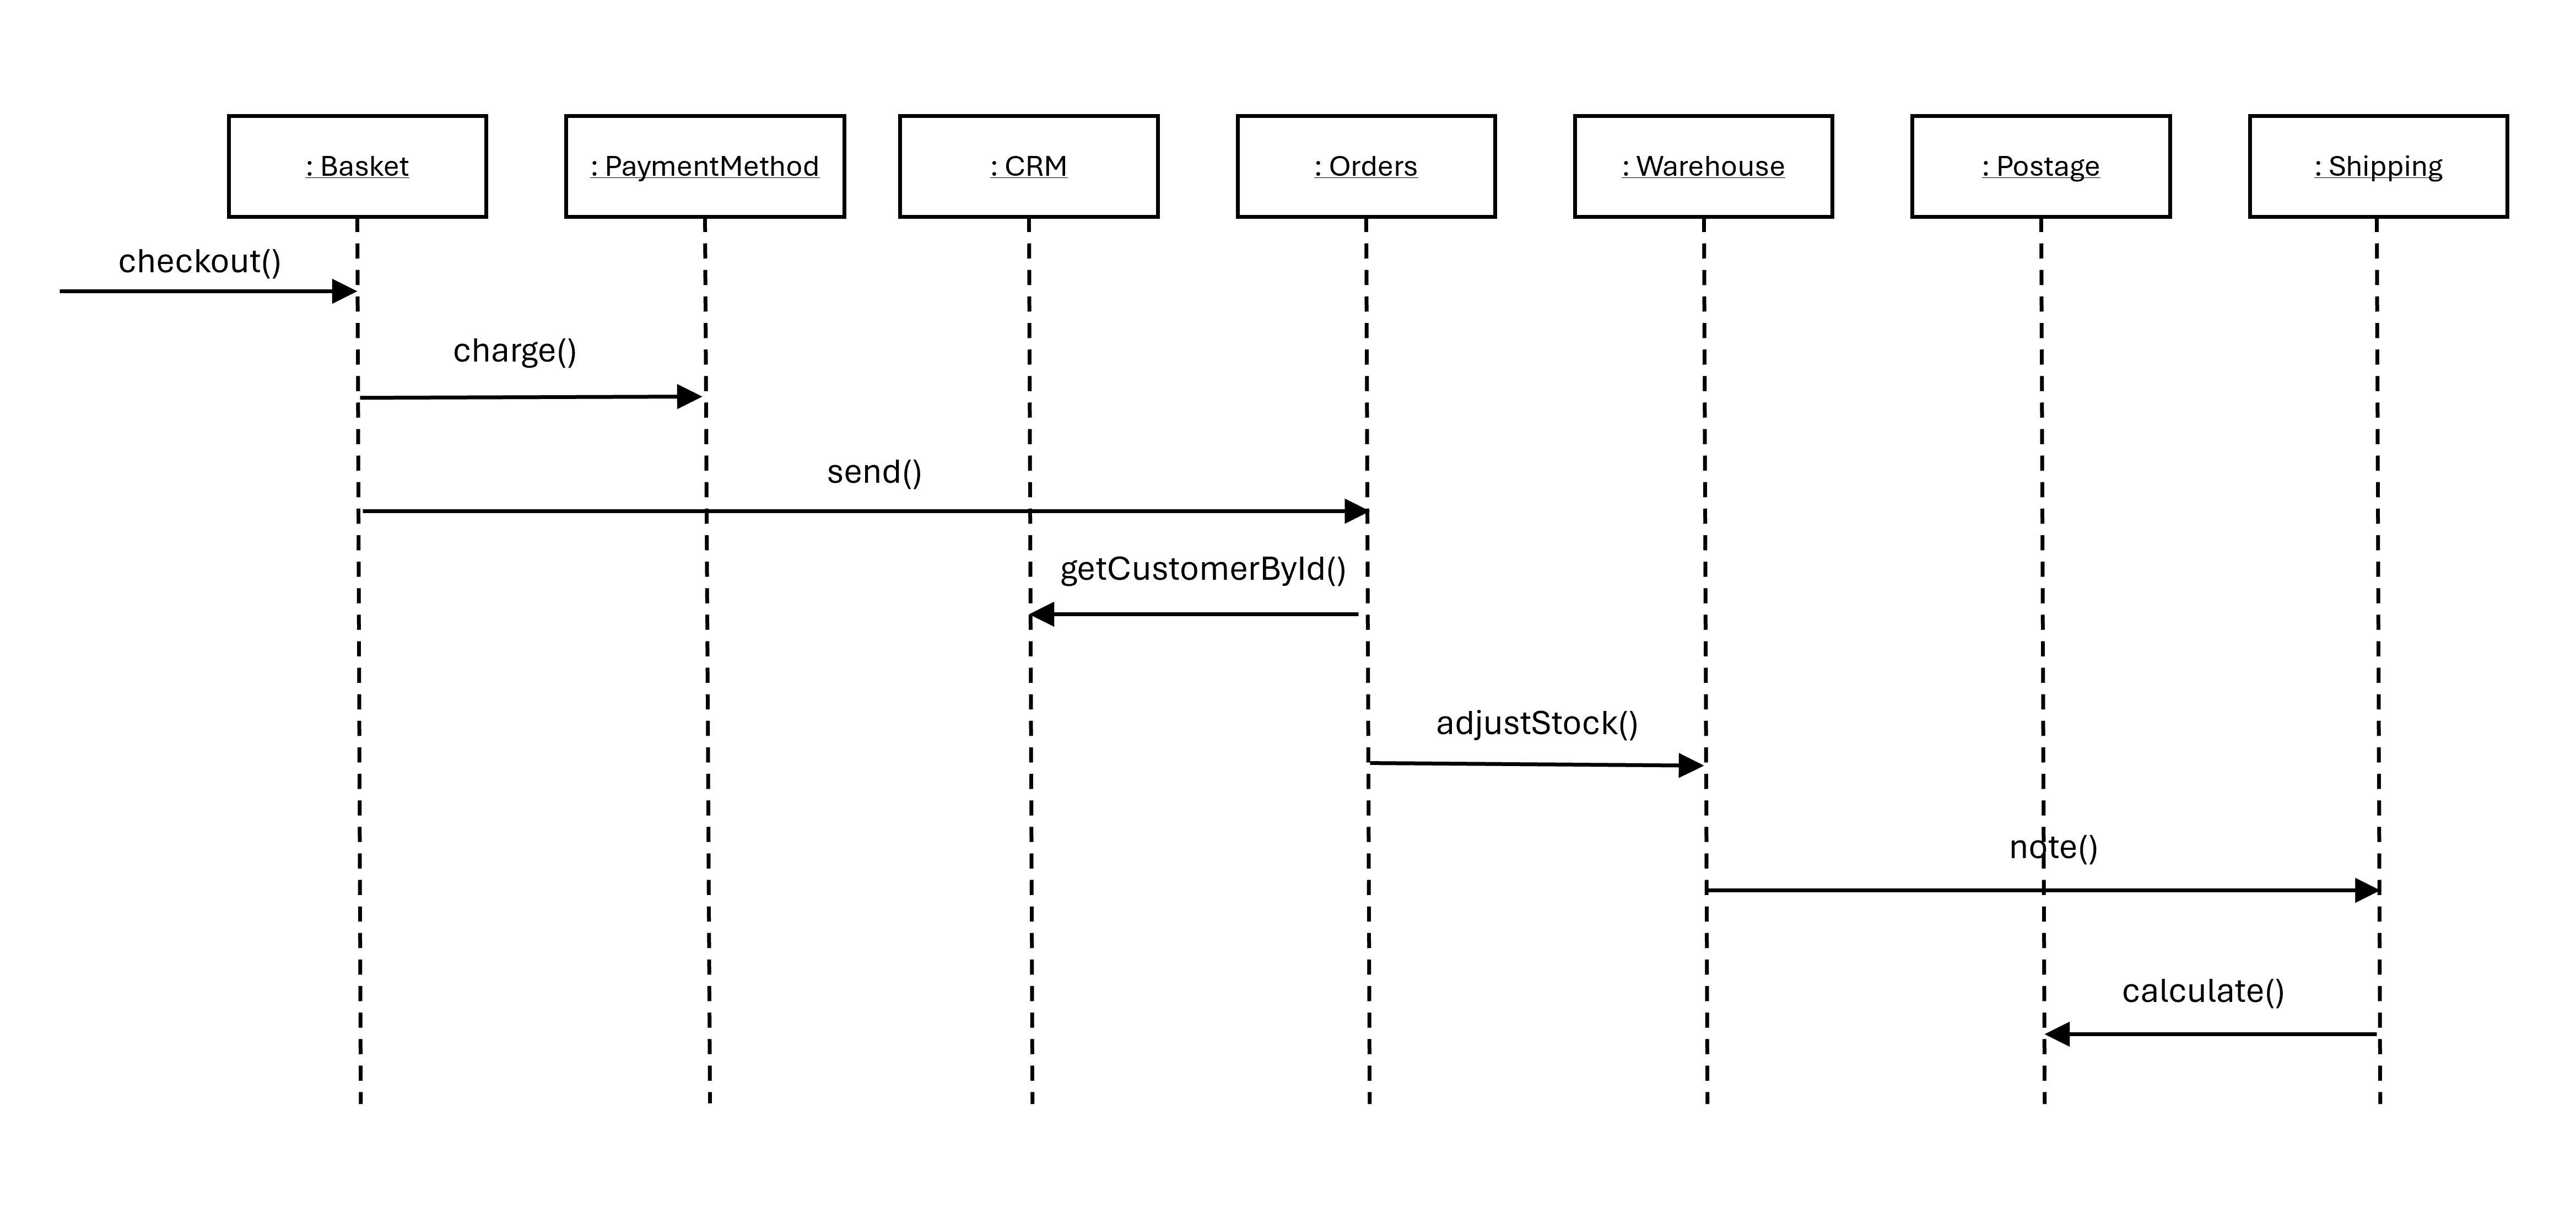 : Basket
: PaymentMethod
: CRM
: Orders
: Warehouse
: Postage
: Shipping
checkout()
charge()
send()
getCustomerById()
adjustStock()
note()
calculate()